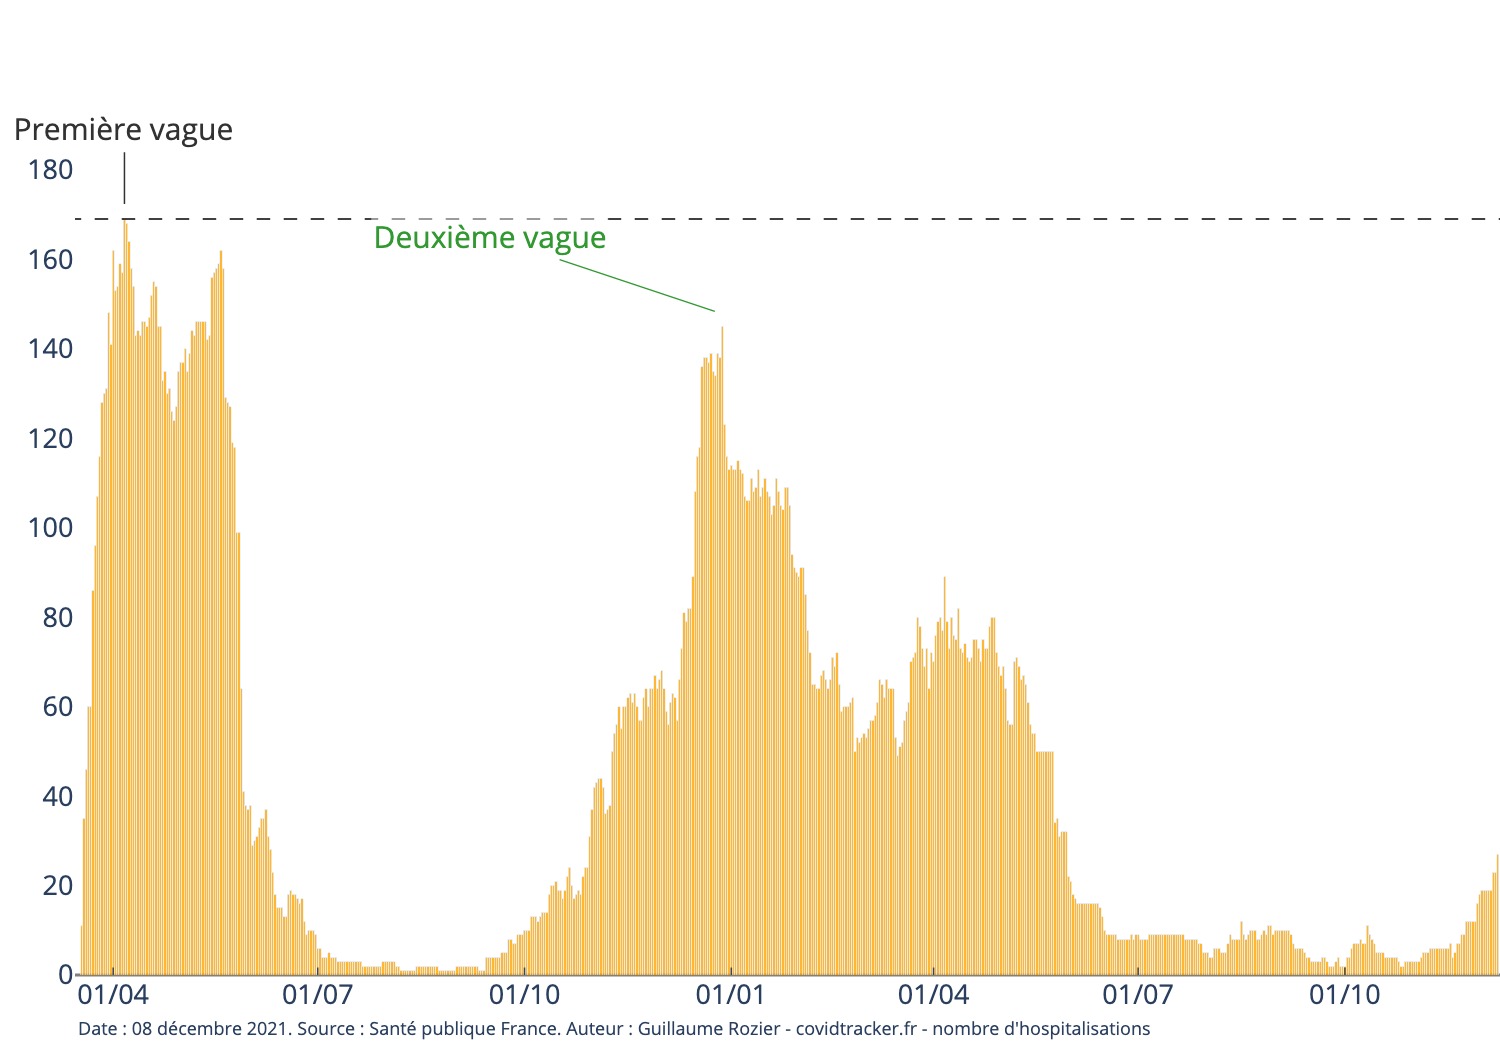 Première vague
180
Deuxième vague
160
140
120
100
80
60
40
20
0
01/04 01/07 01/10 01/01 01/04 01/07 01/10
Date : 08 décembre 2021. Source : Santé publique France. Auteur : Guillaume Rozier - covidtracker.fr - nombre d'hospitalisations